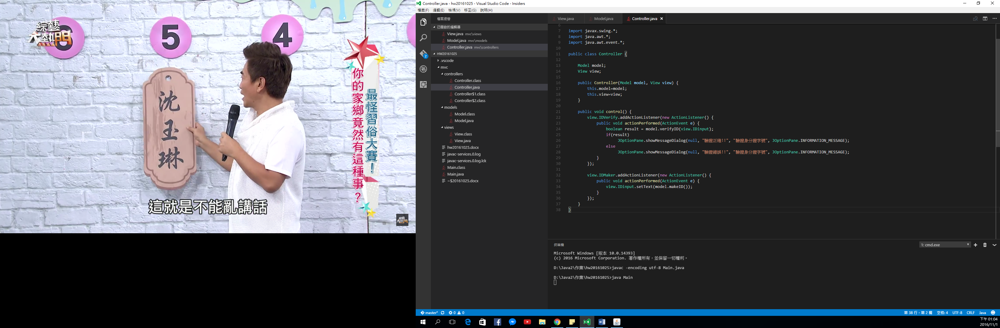 綜藝
大熱門
6
5
4
沈玉琳
最怪習俗大賽!
你的家鄉竟然有這種事?
這就是不能亂講話
綜藝
大熱門
Controller.java - hw20161025 - Visual Studio Code - Insiders
檔案(F) 編輯(E) 檢視(V) 移至(G) 說明(H)
檔案總管
已開啟的編輯器
View.java mvc\views
Model.java mvc\models
Controller.java mvc\controllers
HW20161025
.vscode
mvc
controllers
Controller.class
Controller.java
Controller$1.class
Controller$2.class
models
Model.class
Model.java
views
View.class
View.java
hw20161025.docx
javac-services.0.log
javac-services.0.log.lck
Main.class
Main.java
~$20161025.docx
2
View.java Model.java Controller.java
6
7 import javax.swing.*;
8 import java.awt.*;
9 import java.awt.event.*;
10
11 public class Controller {
12
13 Model model;
14 View view;
15
16 public Controller(Model model, View view) {
17 this.model=model;
18 this.view=view;
19 }
20
21 public void control() {
22 view.IDVerify.addActionListener(new ActionListener() {
23 public void actionPerformed(ActionEvent e) {
24 boolean result = model.verifyID(view.IDinput);
25 if(result)
26 JOptionPane.showMessageDialog(null, "驗證正確!!", "驗證身分證字號", JOptionPane.INFORMATION_MESSAGE);
27 else
28 JOptionPane.showMessageDialog(null, "驗證錯誤!!", "驗證身分證字號", JOptionPane.INFORMATION_MESSAGE);
29 }
30 });
31
32 view.IDMaker.addActionListener(new ActionListener() {
33 public void actionPerformed(ActionEvent e) {
34 view.IDinput.setText(model.makeID());
35 }
36 });
37 }
38 }
終端機
1: cmd.exe
Microsoft Windows [版本 10.0.14393]
(c) 2016 Microsoft Corporation. 著作權所有，並保留一切權利。
D:\Java2\作業\hw20161025>javac -encoding utf-8 Main.java
D:\Java2\作業\hw20161025>java Main
master* 0 0
第 38 行，第 2 欄 空格: 4 UTF-8 CRLF Java
下午 01:04
2016/11/1